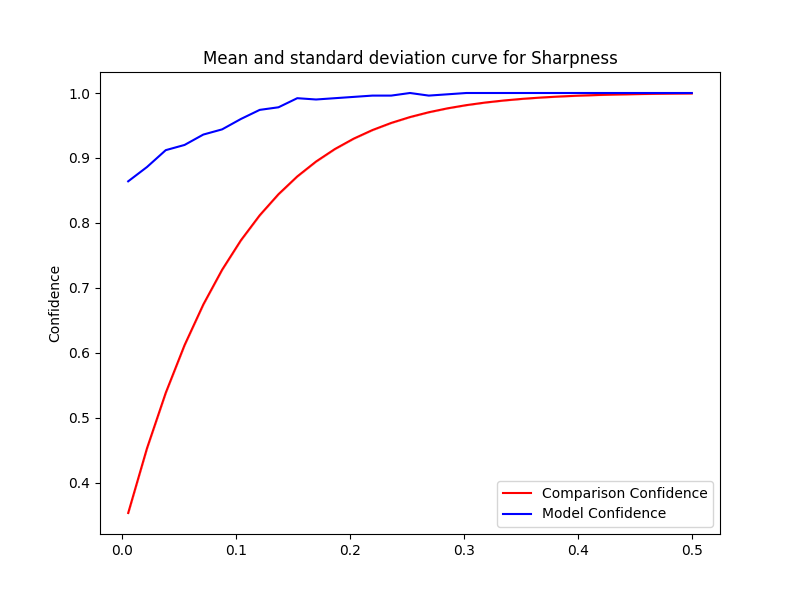 Mean and standard deviation curve for Sharpness
1.0
0.9
0.8
0.7
0.6
0.5
0.4
Confidence
0.0 0.1 0.2 0.3 0.4 0.5
Comparison Confidence
Model Confidence